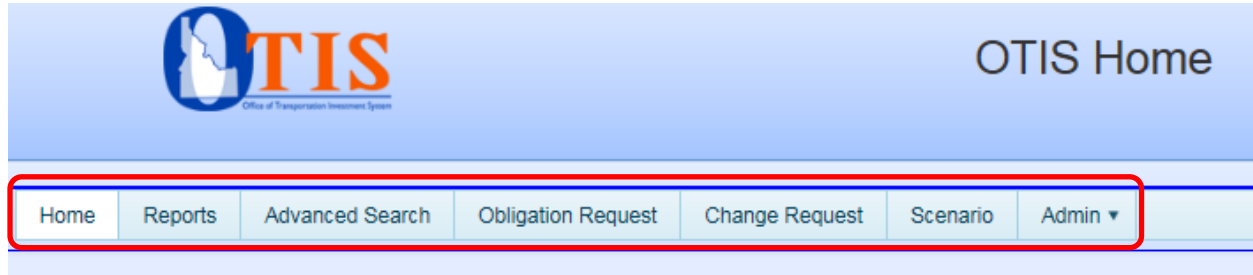 OTIS
Office of Transportation Investment System
OTIS Home
Home Reports Advanced Search Obligation Request Change Request Scenario Admin ▾